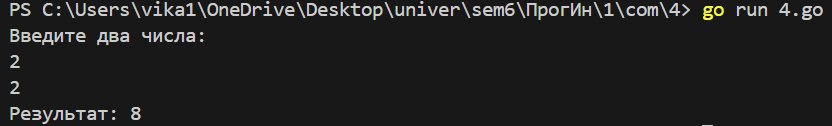 PS C:\Users\vika1\OneDrive\Desktop\univer\sem6\ПрогИн\1\com\4> go run 4.go
Введите два числа:
2
2
Результат: 8